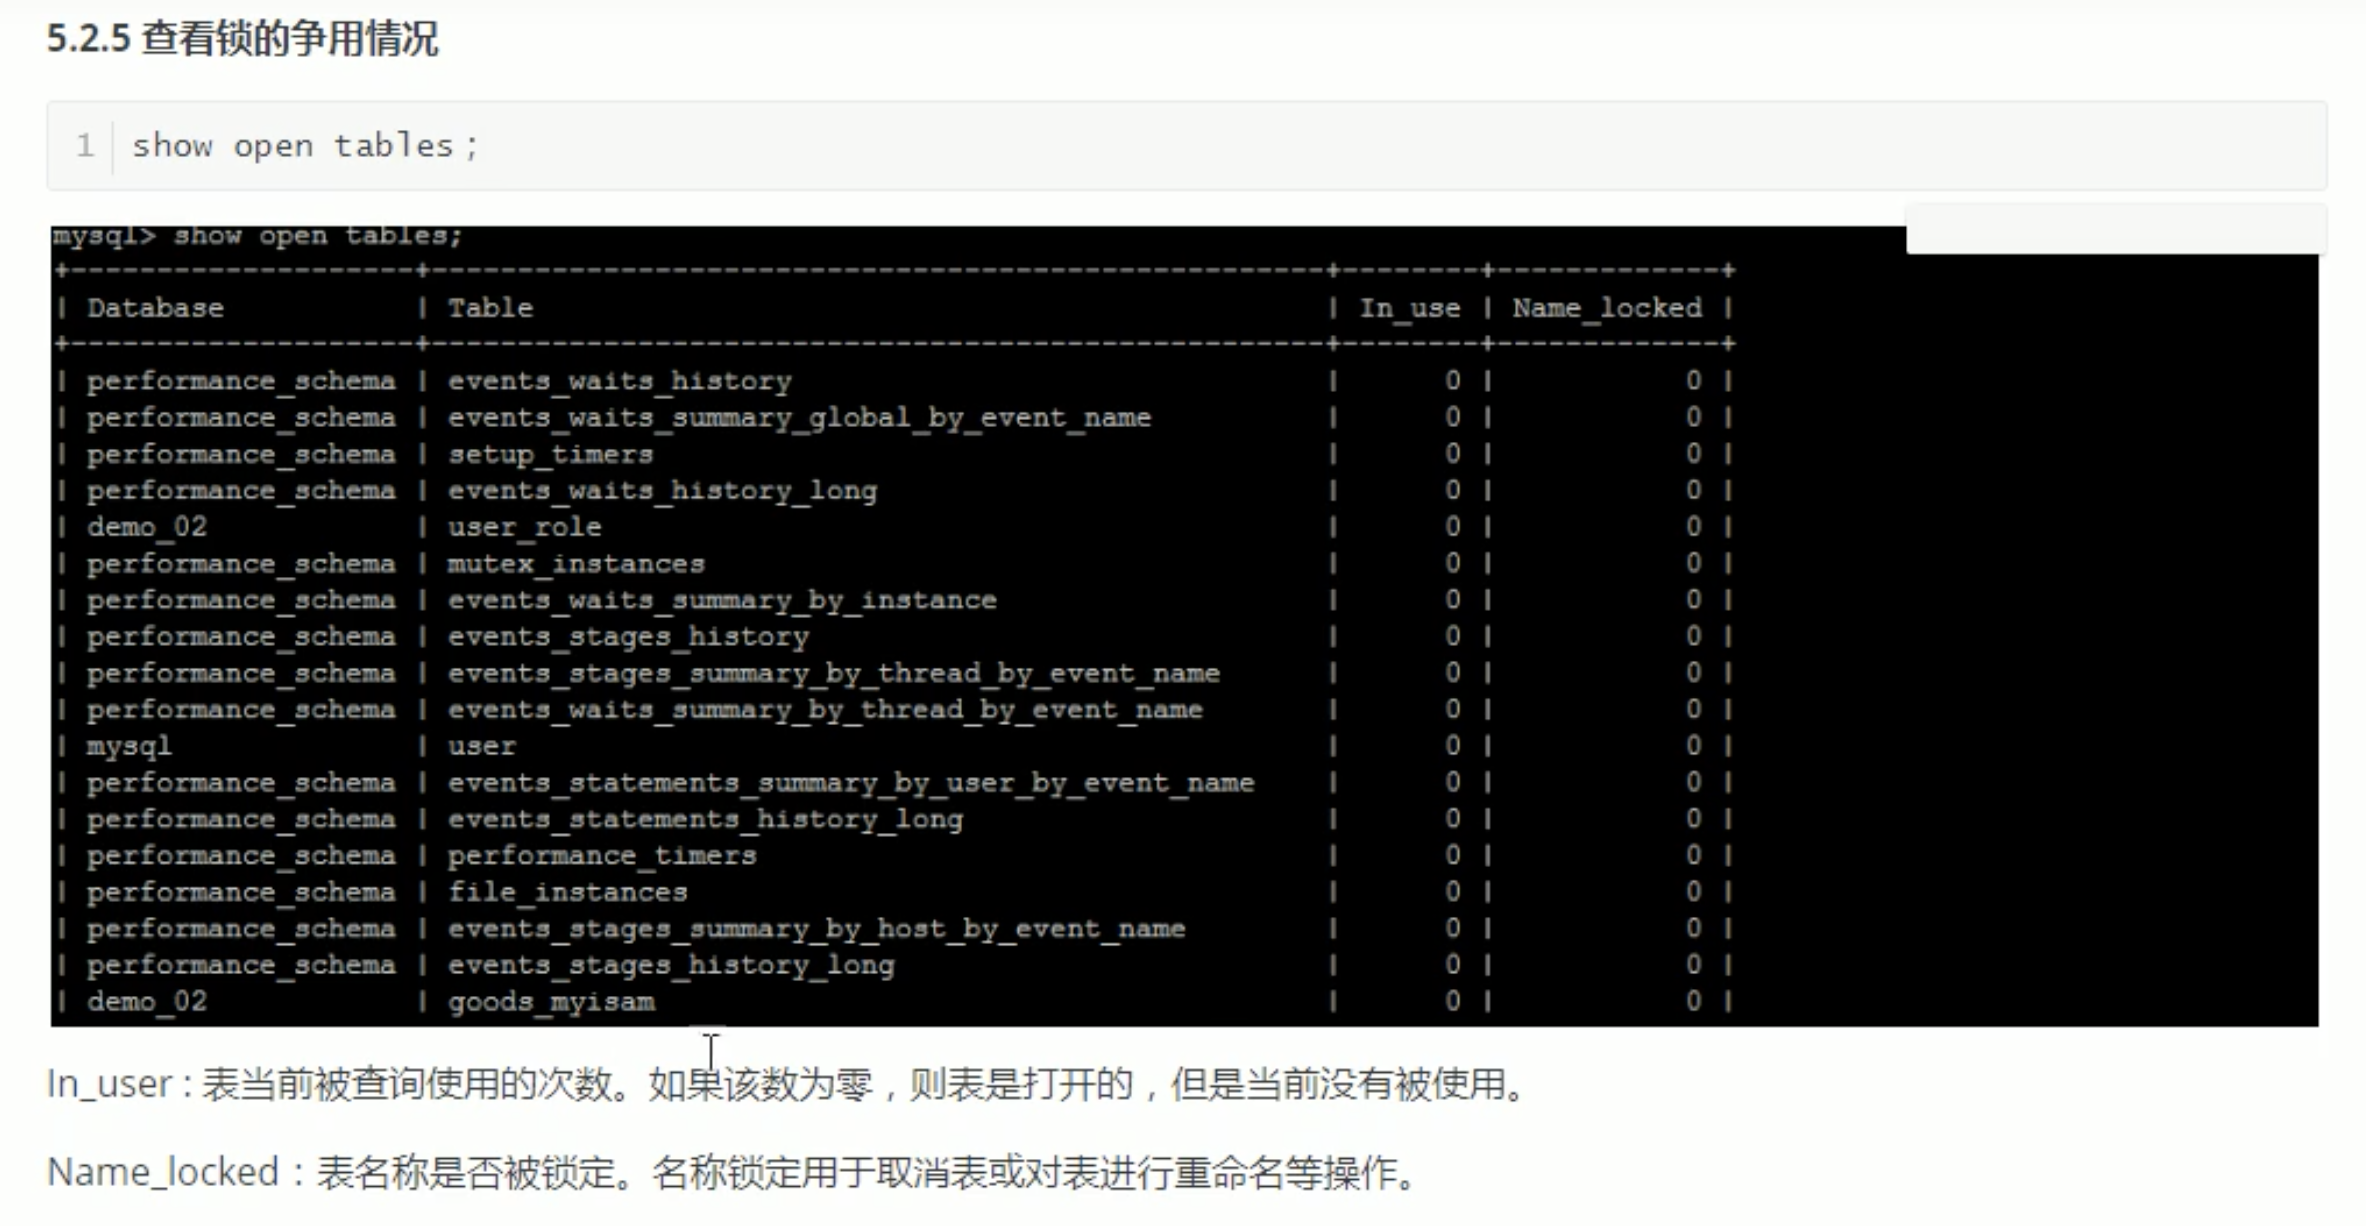 5.2.5 查看锁的争用情况
1 show open tables;
mysql> show open tables;
+--------------------+----------------------------------------------------+--------+-------------+
| Database           | Table                                              | In_use | Name_locked |
+--------------------+----------------------------------------------------+--------+-------------+
| performance_schema | events_waits_history                               |      0 |           0 |
| performance_schema | events_waits_summary_global_by_event_name          |      0 |           0 |
| performance_schema | setup_timers                                       |      0 |           0 |
| performance_schema | events_waits_history_long                          |      0 |           0 |
| demo_02            | user_role                                          |      0 |           0 |
| performance_schema | mutex_instances                                    |      0 |           0 |
| performance_schema | events_waits_summary_by_instance                   |      0 |           0 |
| performance_schema | events_stages_history                              |      0 |           0 |
| performance_schema | events_stages_summary_by_thread_by_event_name      |      0 |           0 |
| performance_schema | events_waits_summary_by_thread_by_event_name       |      0 |           0 |
| mysql              | user                                               |      0 |           0 |
| performance_schema | events_statements_summary_by_user_by_event_name    |      0 |           0 |
| performance_schema | events_statements_history_long                     |      0 |           0 |
| performance_schema | performance_timers                                 |      0 |           0 |
| performance_schema | file_instances                                     |      0 |           0 |
| performance_schema | events_stages_summary_by_host_by_event_name        |      0 |           0 |
| performance_schema | events_stages_history_long                         |      0 |           0 |
| demo_02            | goods_myisam                                       |      0 |           0 |
In_user : 表当前被查询使用的次数。如果该数为零，则表是打开的，但是当前没有被使用。
Name_locked：表名称是否被锁定。名称锁定用于取消表或对表进行重命名等操作。